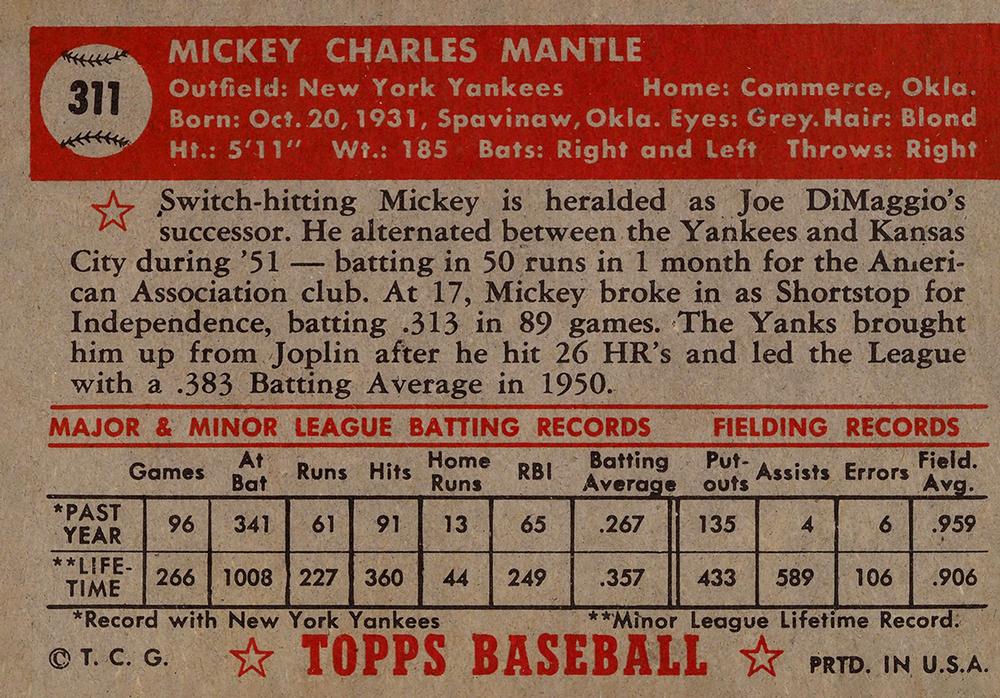 311
MICKEY CHARLES MANTLE
Outfield: New York Yankees Home: Commerce, Okla.
Born: Oct. 20, 1931, Spavinaw, Okla. Eyes: Grey. Hair: Blond
Ht.: 5'11" Wt.: 185 Bats: Right and Left Throws: Right
Switch-hitting Mickey is heralded as Joe DiMaggio's
successor. He alternated between the Yankees and Kansas
City during '51 — batting in 50 runs in 1 month for the Ameri-
can Association club. At 17, Mickey broke in as Shortstop for
Independence, batting .313 in 89 games. The Yanks brought
him up from Joplin after he hit 26 HR's and led the League
with a .383 Batting Average in 1950.
MAJOR & MINOR LEAGUE BATTING RECORDS FIELDING RECORDS
Games At Bat Runs Hits Home Runs RBI Batting Average Put-outs Assists Errors Field. Avg.
*PAST YEAR 96 341 61 91 13 65 .267 135 4 6 .959
**LIFE-TIME 266 1008 227 360 44 249 .357 433 589 106 .906
*Record with New York Yankees **Minor League Lifetime Record.
© T. C. G. TOPPS BASEBALL PRTD. IN U.S.A.